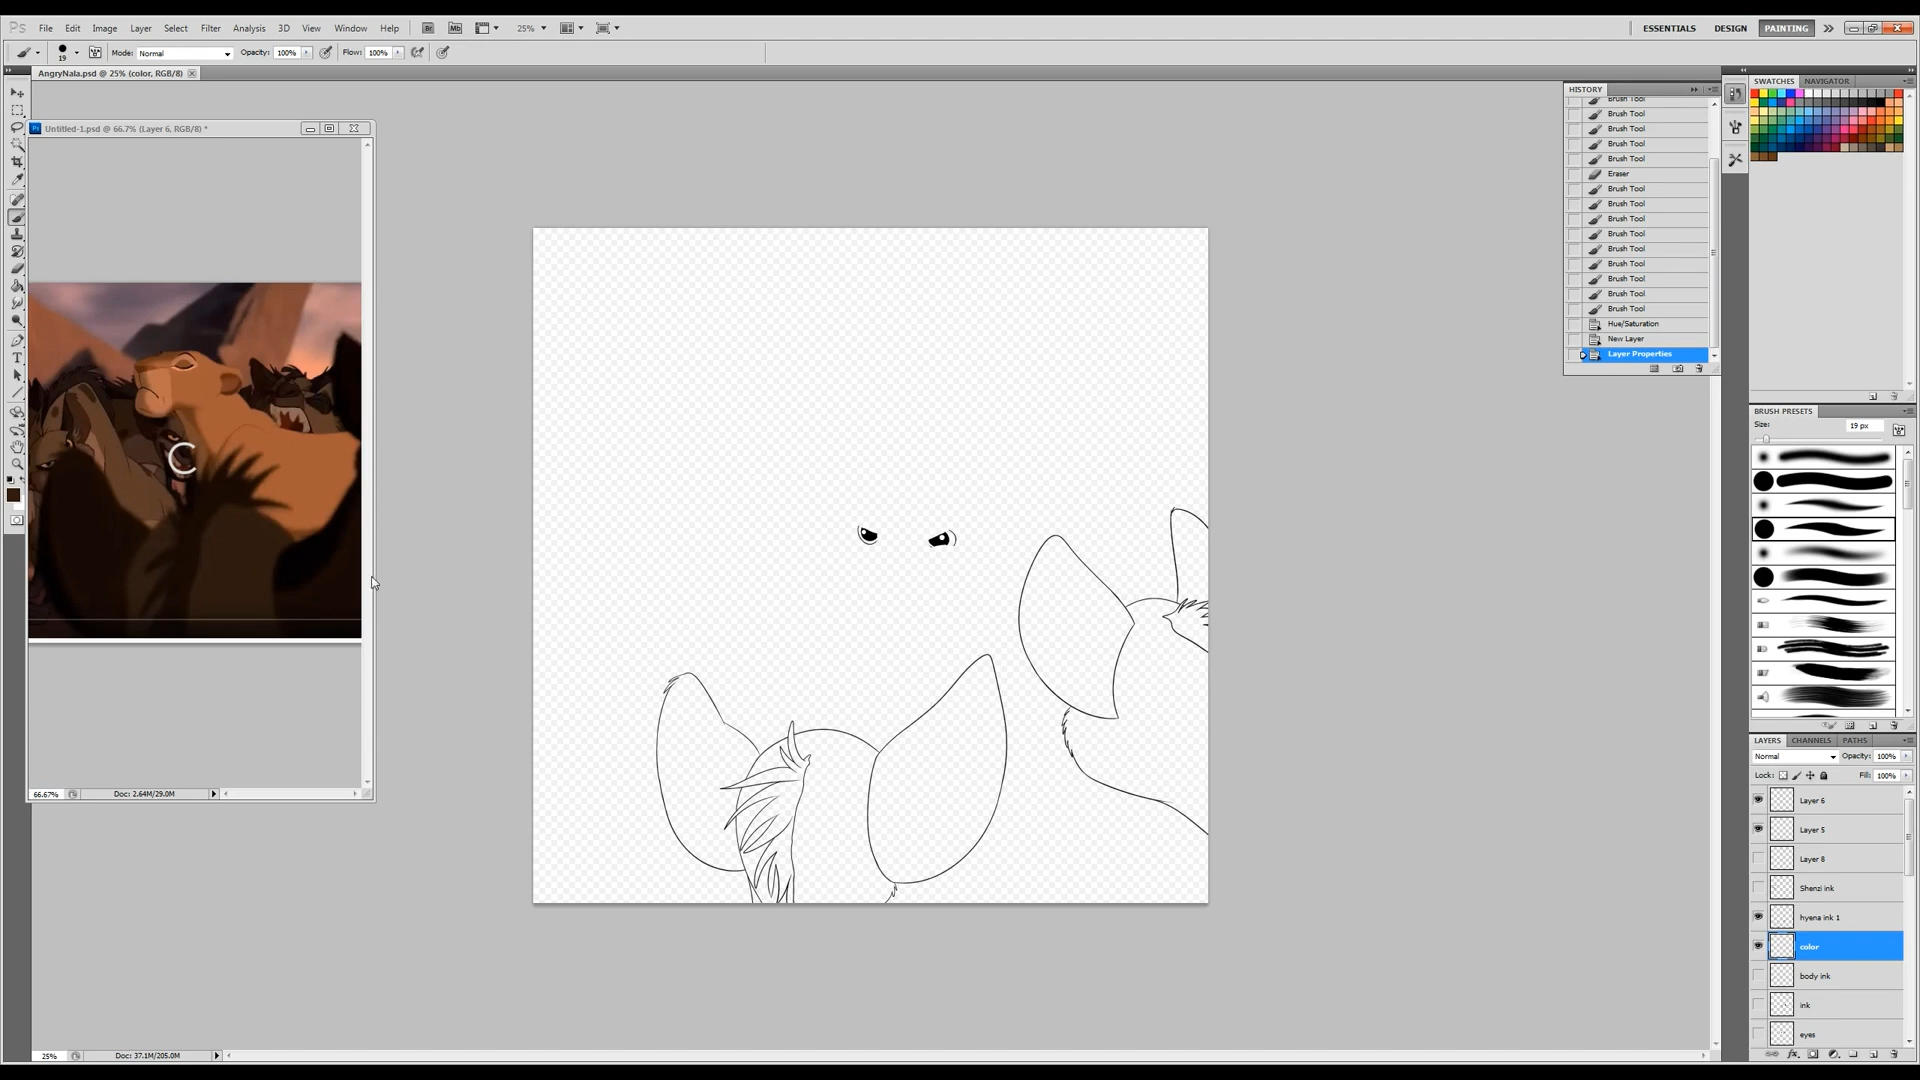 Ps File Edit Image Layer Select Filter Analysis 3D View Window Help Br Mb 25% ESSENTIALS DESIGN PAINTING
19 Mode: Normal Opacity: 100% Flow: 100%
AngryNala.psd @ 25% (color, RGB/8)
Untitled-1.psd @ 66.7% (Layer 6, RGB/8) *
66.67% Doc: 2.64M/29.0M
25% Doc: 37.1M/205.0M
HISTORY
Brush Tool
Brush Tool
Brush Tool
Brush Tool
Brush Tool
Eraser
Brush Tool
Brush Tool
Brush Tool
Brush Tool
Brush Tool
Brush Tool
Brush Tool
Brush Tool
Brush Tool
Hue/Saturation
New Layer
Layer Properties
SWATCHES NAVIGATOR
BRUSH PRESETS
Size: 19 px
LAYERS CHANNELS PATHS
Normal Opacity: 100%
Lock: Fill: 100%
Layer 6
Layer 5
Layer 8
Shenzi ink
hyena ink 1
color
body ink
ink
eyes